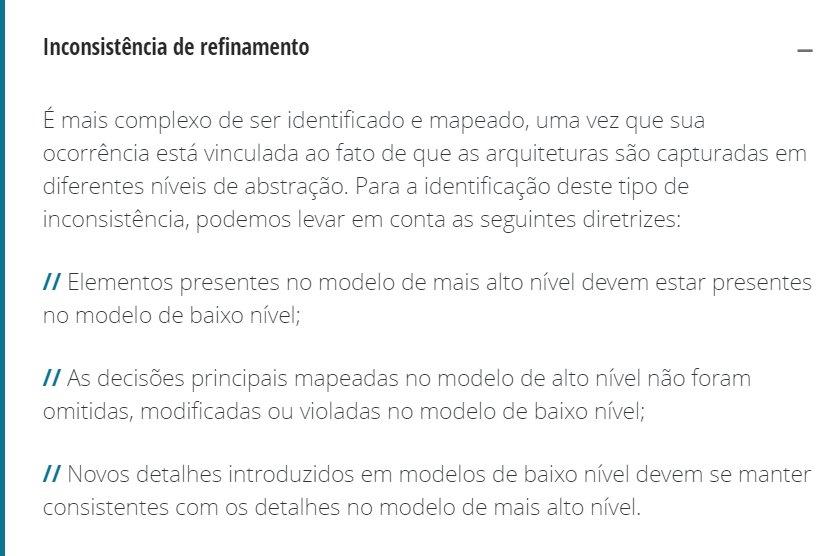 Inconsistência de refinamento
É mais complexo de ser identificado e mapeado, uma vez que sua
ocorrência está vinculada ao fato de que as arquiteturas são capturadas em
diferentes níveis de abstração. Para a identificação deste tipo de
inconsistência, podemos levar em conta as seguintes diretrizes:
// Elementos presentes no modelo de mais alto nível devem estar presentes
no modelo de baixo nível;
// As decisões principais mapeadas no modelo de alto nível não foram
omitidas, modificadas ou violadas no modelo de baixo nível;
// Novos detalhes introduzidos em modelos de baixo nível devem se manter
consistentes com os detalhes no modelo de mais alto nível.